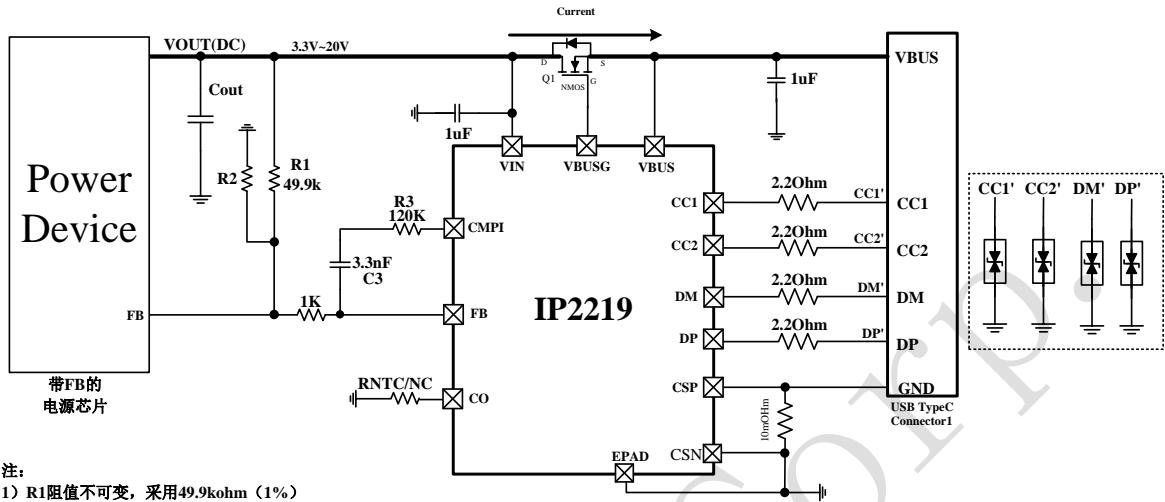 Current
VOUT(DC)
3.3V~20V
VBUS
D
S
Q1
G
NMOS
Cout
1uF
1uF
R2
R1
49.9k
VIN
VBUSG
VBUS
Power
Device
R3
120K
CMPI
3.3nF
C3
1K
FB
FB
IP2219
CC1
2.2Ohm
CC1'
CC1
CC2
2.2Ohm
CC2'
CC2
DM
2.2Ohm
DM'
DM
DP
2.2Ohm
DP'
DP
CC1' CC2' DM' DP'
带FB的
电源芯片
RNTC/NC
CO
CSP
GND
USB TypeC
Connector1
10mOHm
CSN
EPAD
注:
1）R1阻值不可变，采用49.9kohm（1%）
corp.